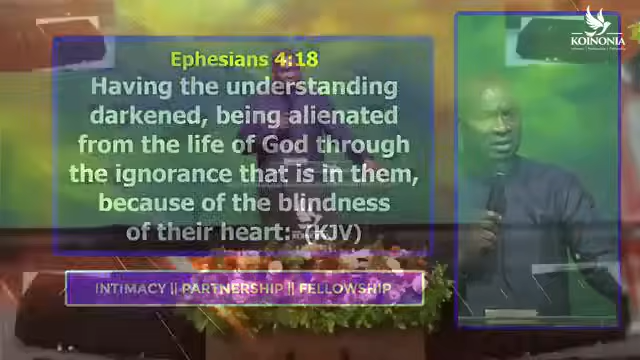 Ephesians 4:18
Having the understanding
darkened, being alienated
from the life of God through
the ignorance that is in them,
because of the blindness
of their heart: (KJV)
INTIMACY || PARTNERSHIP || FELLOWSHIP
KOINONIA